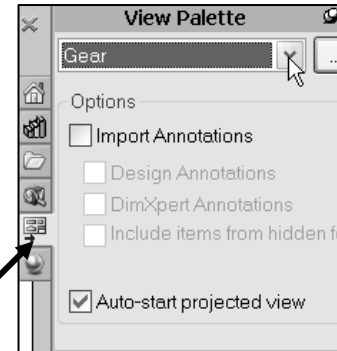 View Palette
Gear
...
Options
Import Annotations
Design Annotations
DimXpert Annotations
Include items from hidden f
Auto-start projected view